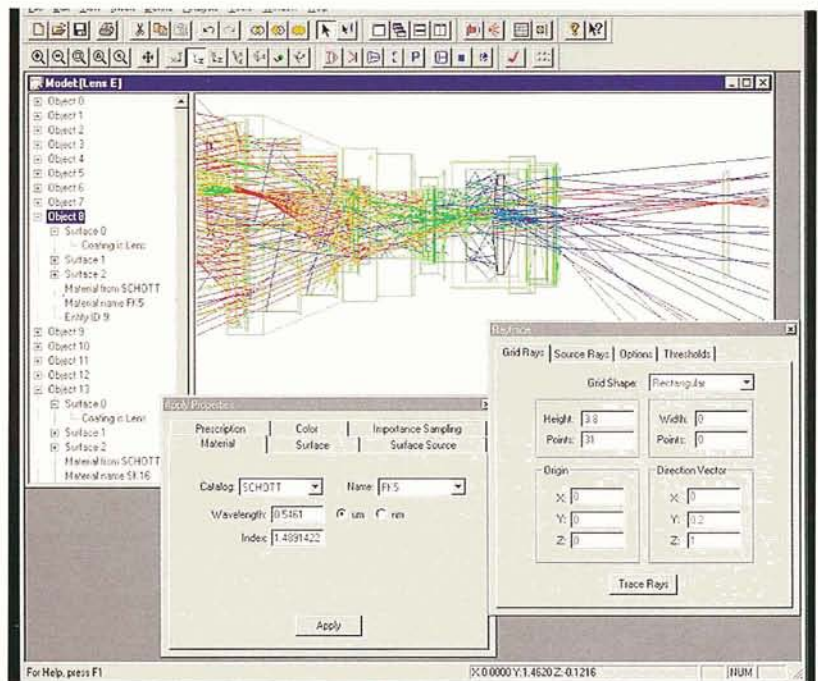 Model:[Lens E]
Object 0
Object 1
Object 2
Object 3
Object 4
Object 5
Object 6
Object 7
Object 8
Surface 0
Coating is Lens
Surface 1
Surface 2
Material from SCHOTT
Material name FK5
Entity ID 9
Object 9
Object 10
Object 11
Object 12
Object 13
Surface 0
Coating is Lens
Surface 1
Surface 2
Material from SCHOTT
Material name SK16
Apply Properties
Prescription Color Importance Sampling
Material Surface Surface Source
Catalog: SCHOTT Name: FK5
Wavelength: 0.5461 um nm
Index: 1.4891422
Apply
Raytrace
Grid Rays Source Rays Options Thresholds
Grid Shape: Rectangular
Height: 3.8 Width: 0
Points: 31 Points: 0
Origin Direction Vector
X: 0 X: 0
Y: 0 Y: 0.2
Z: 0 Z: 1
Trace Rays
For Help, press F1 X:0.0000 Y:1.4620 Z:-0.1216 NUM